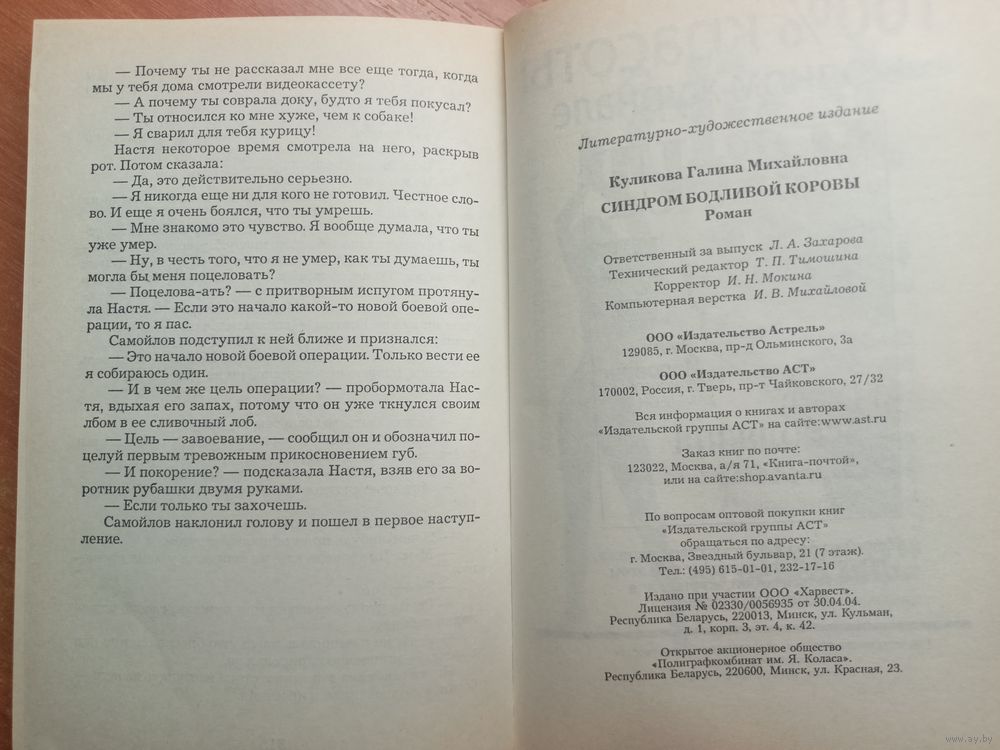 — Почему ты не рассказал мне все еще тогда, когда
мы у тебя дома смотрели видеокассету?
— А почему ты соврала доку, будто я тебя покусал?
— Ты относился ко мне хуже, чем к собаке!
— Я сварил для тебя курицу!
Настя некоторое время смотрела на него, раскрыв
рот. Потом сказала:
— Да, это действительно серьезно.
— Я никогда еще ни для кого не готовил. Честное сло-
во. И еще я очень боялся, что ты умрешь.
— Мне знакомо это чувство. Я вообще думала, что ты
уже умер.
— Ну, в честь того, что я не умер, как ты думаешь, ты
могла бы меня поцеловать?
— Поцелова-ать? — с притворным испугом протяну-
ла Настя. — Если это начало какой-то новой боевой опе-
рации, то я пас.
Самойлов подступил к ней ближе и признался:
— Это начало новой боевой операции. Только вести ее
я собираюсь один.
— И в чем же цель операции? — пробормотала Нас-
тя, вдыхая его запах, потому что он уже ткнулся своим
лбом в ее сливочный лоб.
— Цель — завоевание, — сообщил он и обозначил по-
целуй первым тревожным прикосновением губ.
— И покорение? — подсказала Настя, взяв его за во-
ротник рубашки двумя руками.
— Если только ты захочешь.
Самойлов наклонил голову и пошел в первое наступ-
ление.
Литературно-художественное издание
Куликова Галина Михайловна
СИНДРОМ БОДЛИВОЙ КОРОВЫ
Роман
Ответственный за выпуск Л. А. Захарова
Технический редактор Т. П. Тимошина
Корректор И. Н. Мокина
Компьютерная верстка И. В. Михайловой
ООО «Издательство Астрель»
129085, г. Москва, пр-д Ольминского, 3а
ООО «Издательство АСТ»
170002, Россия, г. Тверь, пр-т Чайковского, 27/32
Вся информация о книгах и авторах
«Издательской группы АСТ» на сайте:www.ast.ru
Заказ книг по почте:
123022, Москва, а/я 71, «Книга-почтой»,
или на сайте:shop.avanta.ru
По вопросам оптовой покупки книг
«Издательской группы АСТ»
обращаться по адресу:
г. Москва, Звездный бульвар, 21 (7 этаж).
Тел.: (495) 615-01-01, 232-17-16
Издано при участии ООО «Харвест».
Лицензия № 02330/0056935 от 30.04.04.
Республика Беларусь, 220013, Минск, ул. Кульман,
д. 1, корп. 3, эт. 4, к. 42.
Открытое акционерное общество
«Полиграфкомбинат им. Я. Коласа».
Республика Беларусь, 220600, Минск, ул. Красная, 23.
www.ay.by